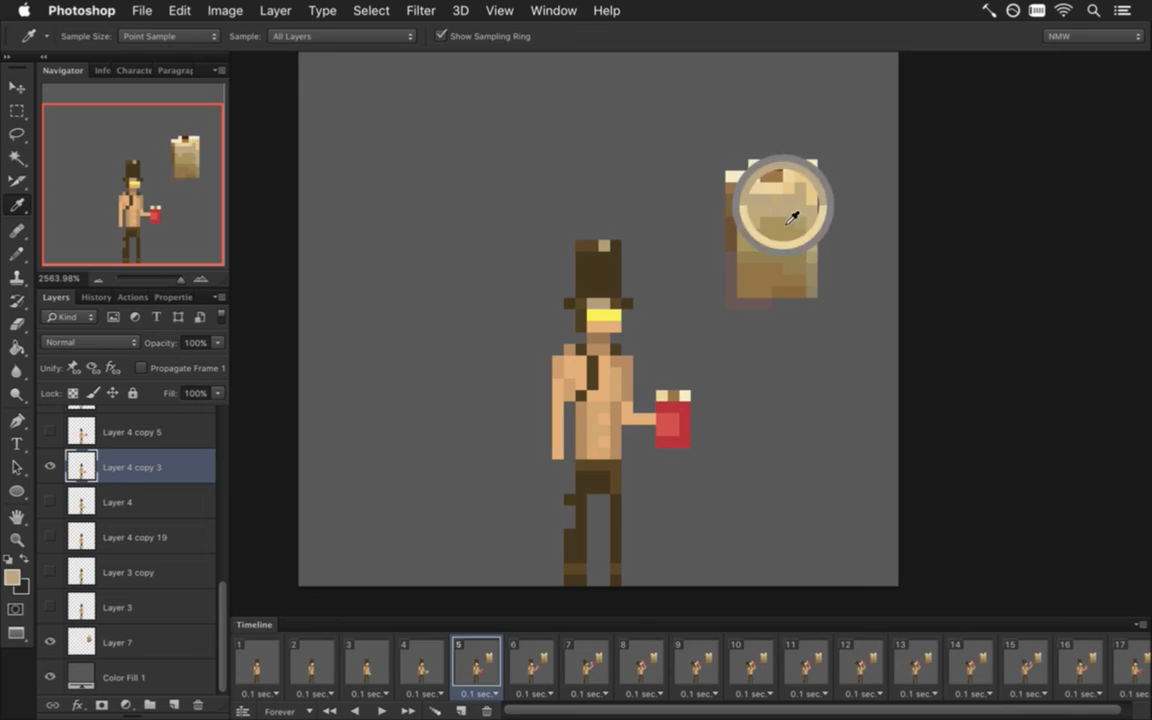 Photoshop File Edit Image Layer Type Select Filter 3D View Window Help
Sample Size: Point Sample Sample: All Layers Show Sampling Ring NMW
Navigator Info Characte Paragrap
2563.98%
Layers History Actions Propertie
Kind
Normal Opacity: 100%
Unify: Propagate Frame 1
Lock: Fill: 100%
Layer 4 copy 5
Layer 4 copy 3
Layer 4
Layer 4 copy 19
Layer 3 copy
Layer 3
Layer 7
Color Fill 1
fx
Timeline
1 2 3 4 5 6 7 8 9 10 11 12 13 14 15 16 17
0.1 sec. 0.1 sec. 0.1 sec. 0.1 sec. 0.1 sec. 0.1 sec. 0.1 sec. 0.1 sec. 0.1 sec. 0.1 sec. 0.1 sec. 0.1 sec. 0.1 sec. 0.1 sec. 0.1 sec. 0.1 sec. 0.1 sec.
Forever